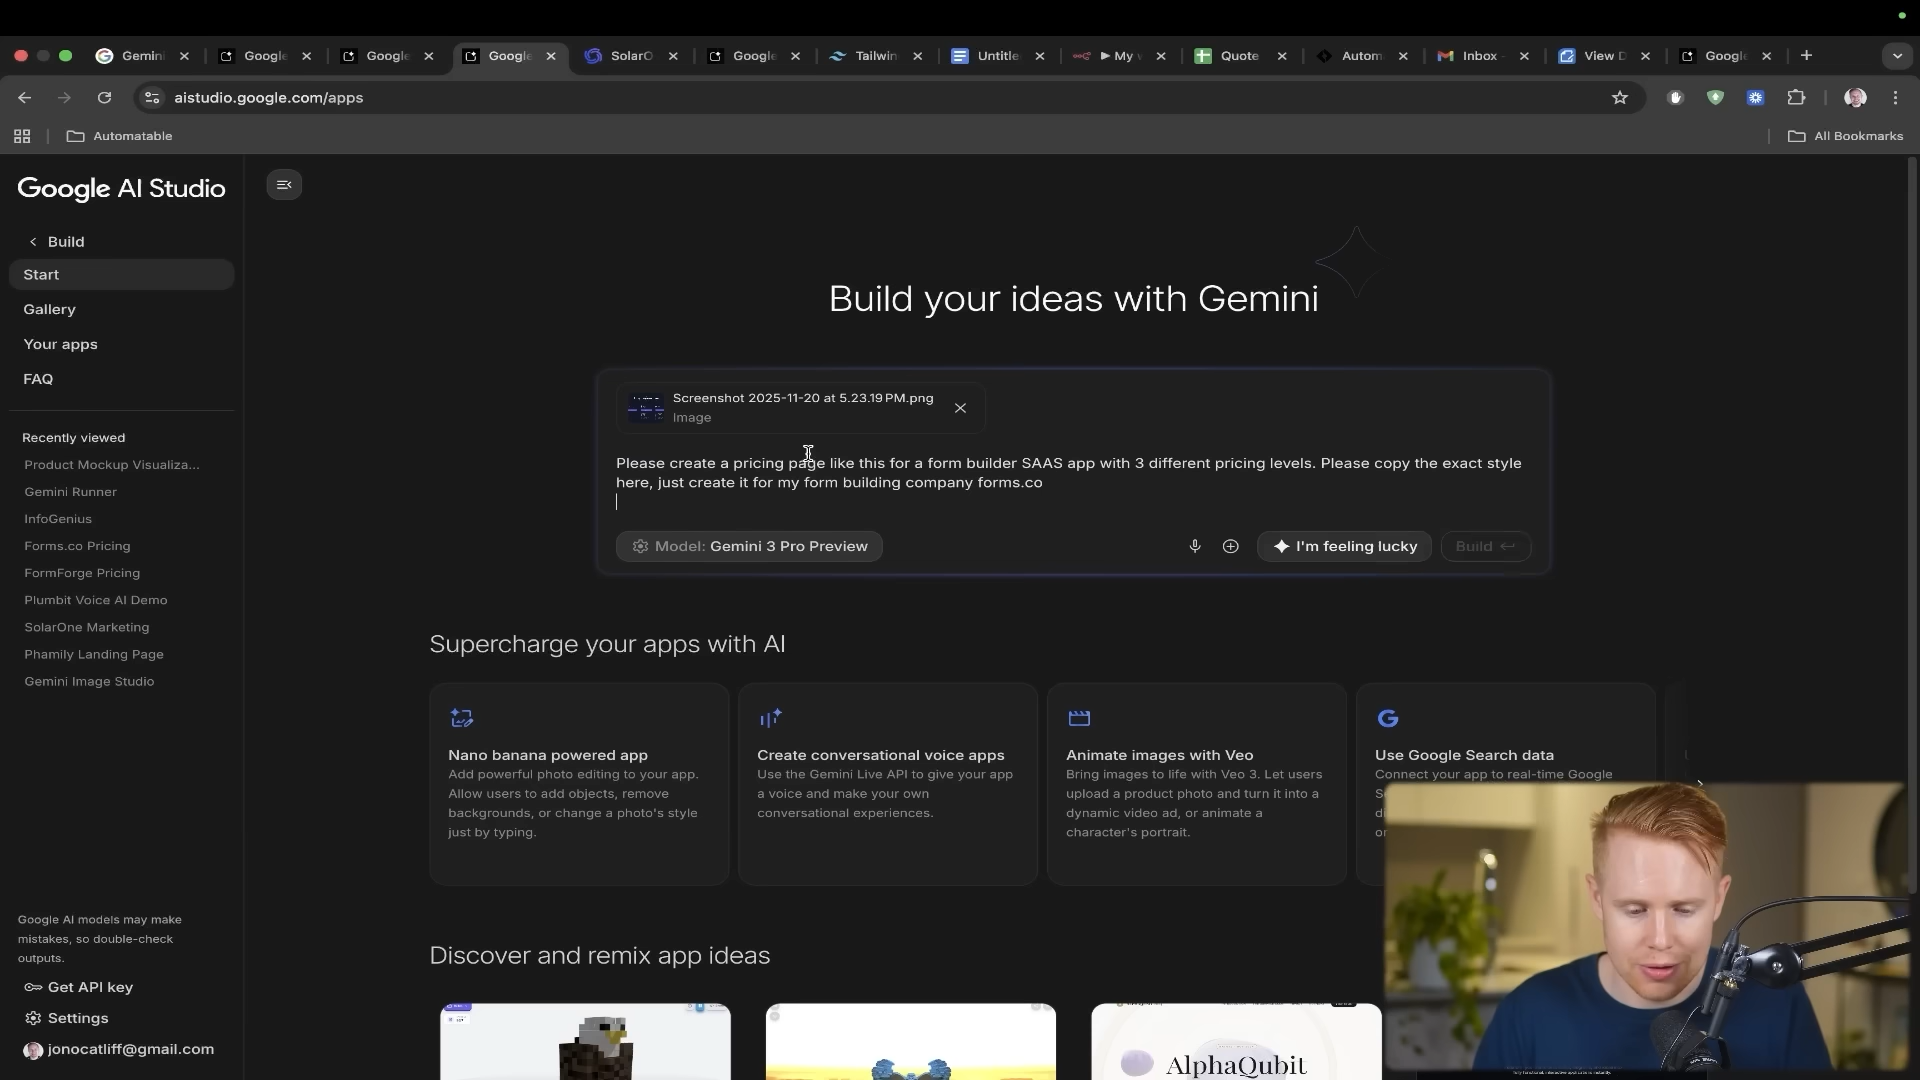 Gemini
Google
Google
Google
SolarO
Google
Tailwin
Untitle
My
Quote
Autom
Inbox
View D
Google
aistudio.google.com/apps
Automatable
All Bookmarks
Google AI Studio
Build
Start
Gallery
Your apps
FAQ
Recently viewed
Product Mockup Visualiza...
Gemini Runner
InfoGenius
Forms.co Pricing
FormForge Pricing
Plumbit Voice AI Demo
SolarOne Marketing
Phamily Landing Page
Gemini Image Studio
Google AI models may make
mistakes, so double-check
outputs.
Get API key
Settings
jonocatliff@gmail.com
Build your ideas with Gemini
Screenshot 2025-11-20 at 5.23.19 PM.png
Image
Please create a pricing page like this for a form builder SAAS app with 3 different pricing levels. Please copy the exact style
here, just create it for my form building company forms.co
Model: Gemini 3 Pro Preview
I'm feeling lucky
Build
Supercharge your apps with AI
Nano banana powered app
Add powerful photo editing to your app.
Allow users to add objects, remove
backgrounds, or change a photo's style
just by typing.
Create conversational voice apps
Use the Gemini Live API to give your app
a voice and make your own
conversational experiences.
Animate images with Veo
Bring images to life with Veo 3. Let users
upload a product photo and turn it into a
dynamic video ad, or animate a
character's portrait.
Use Google Search data
Connect your app to real-time Google
Discover and remix app ideas
AlphaQubit